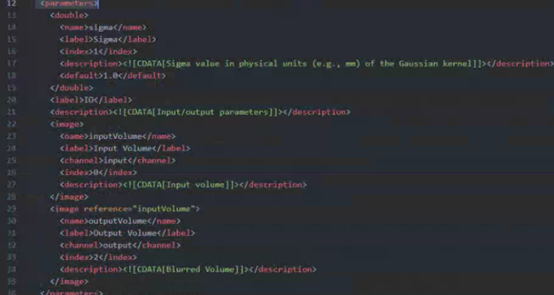 12 <parameters>
13 <double>
14 <name>sigma</name>
15 <label>Sigma</label>
16 <index>1</index>
17 <description><![CDATA[Sigma value in physical units (e.g., mm) of the Gaussian kernel]]></description>
18 <default>1.0</default>
19 </double>
20 <label>IO</label>
21 <description><![CDATA[Input/output parameters]]></description>
22 <image>
23 <name>inputVolume</name>
24 <label>Input Volume</label>
25 <channel>input</channel>
26 <index>0</index>
27 <description><![CDATA[Input volume]]></description>
28 </image>
29 <image reference="inputVolume">
30 <name>outputVolume</name>
31 <label>Output Volume</label>
32 <channel>output</channel>
33 <index>2</index>
34 <description><![CDATA[Blurred Volume]]></description>
35 </image>
36 </parameters>